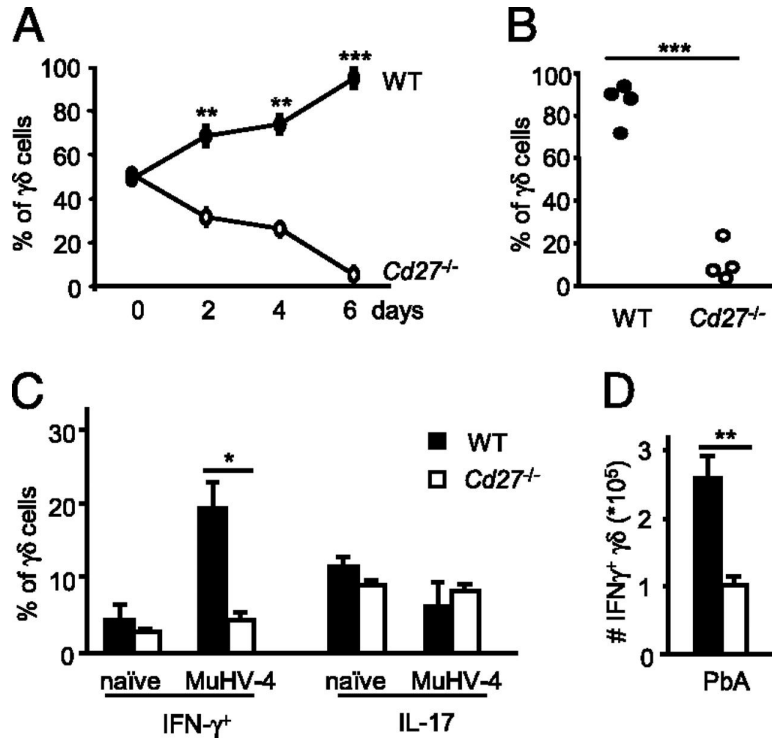 A
% of γδ cells
100
80
60
40
20
0
**
**
***
WT
Cd27-/-
0 2 4 6 days
B
***
% of γδ cells
100
80
60
40
20
0
WT Cd27-/-
C
% of γδ cells
30
20
10
0
*
WT
Cd27-/-
naïve MuHV-4 naïve MuHV-4
IFN-γ+ IL-17
D
**
# IFNγ+ γδ (*10⁵)
3
2
1
0
PbA